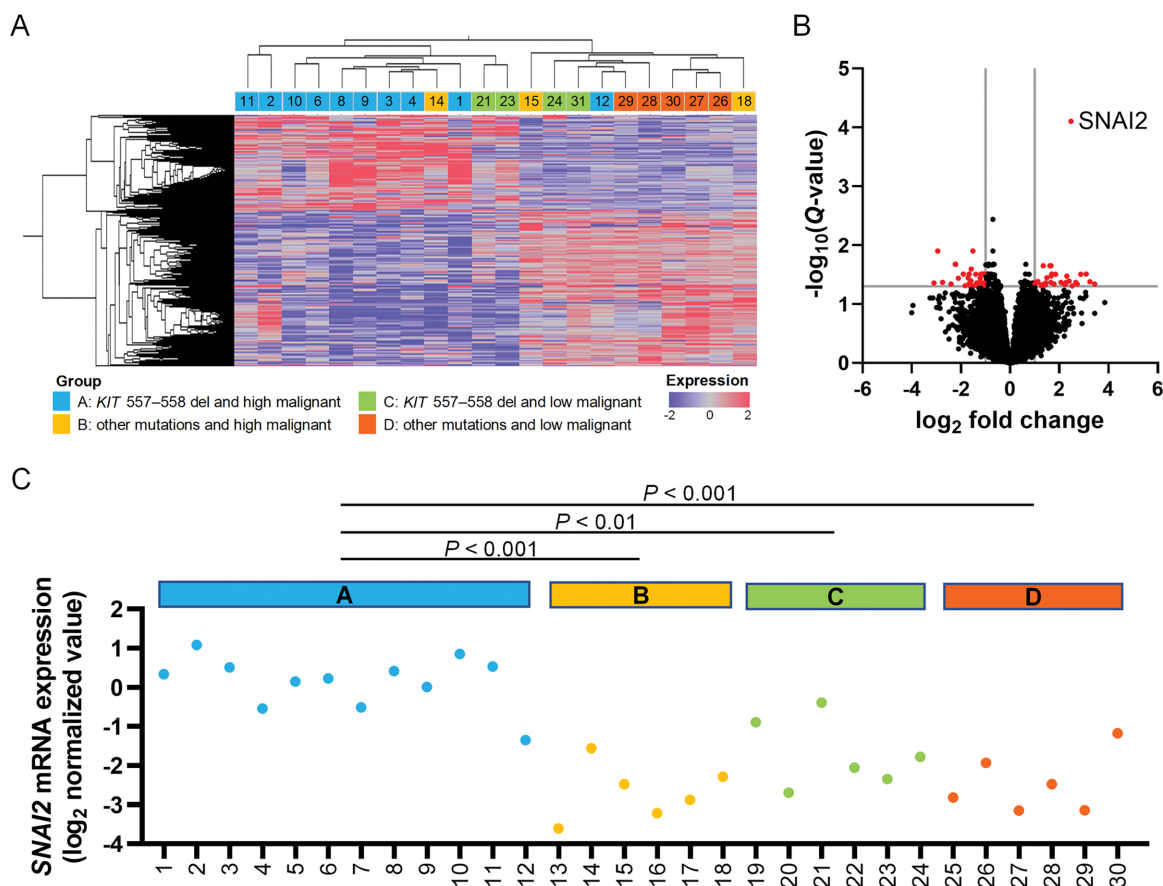 A
B
11 2 10 6 8 9 3 4 14 1 21 23 15 24 31 12 29 28 30 27 26 18
Group
A: KIT 557–558 del and high malignant
B: other mutations and high malignant
C: KIT 557–558 del and low malignant
D: other mutations and low malignant
Expression
-2 0 2
5
4
3
2
1
0
-log10(Q-value)
SNAI2
-6 -4 -2 0 2 4 6
log2 fold change
C
P < 0.001
P < 0.01
P < 0.001
A B C D
SNAI2 mRNA expression
(log2 normalized value)
2
1
0
-1
-2
-3
-4
1 2 3 4 5 6 7 8 9 10 11 12 13 14 15 16 17 18 19 20 21 22 23 24 25 26 27 28 29 30